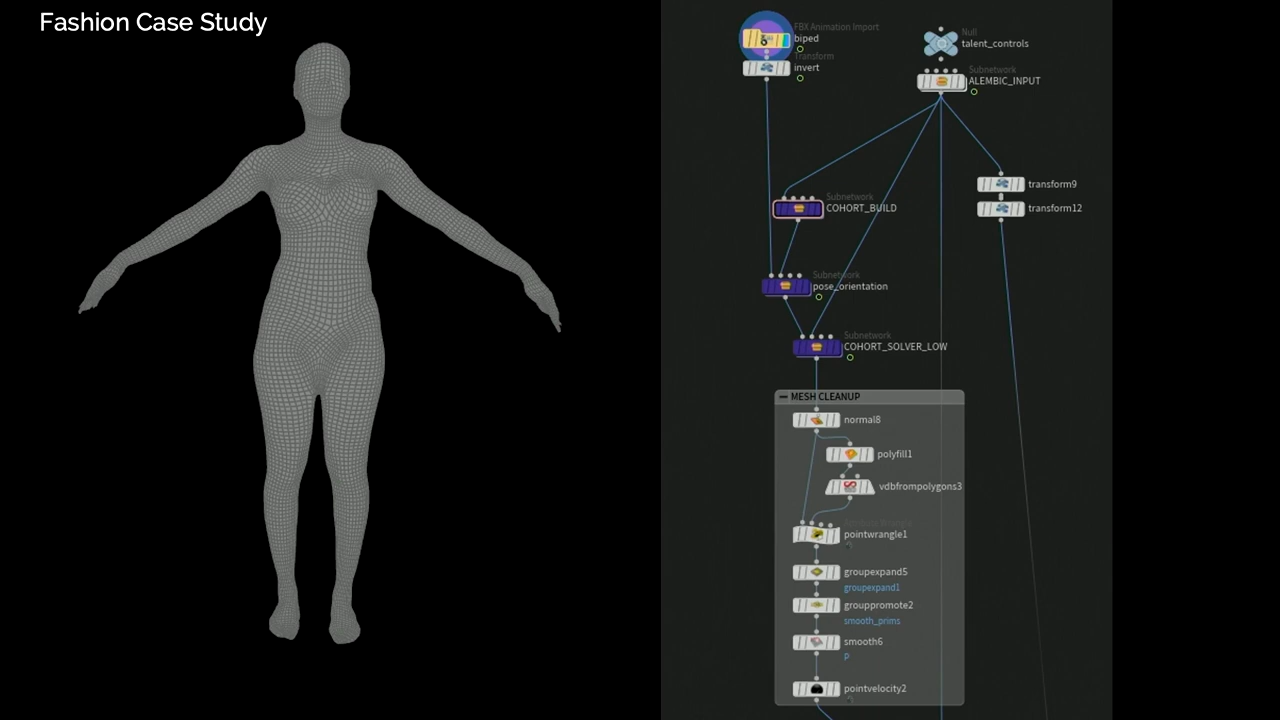 Fashion Case Study
FBX Animation Import
biped
Transform
invert
Null
talent_controls
Subnetwork
ALEMBIC_INPUT
transform9
transform12
Subnetwork
COHORT_BUILD
Subnetwork
pose_orientation
Subnetwork
COHORT_SOLVER_LOW
MESH CLEANUP
normal8
polyfill1
vdbfrompolygons3
pointwrangle1
groupexpand5
groupexpand1
grouppromote2
smooth_prims
smooth6
P
pointvelocity2